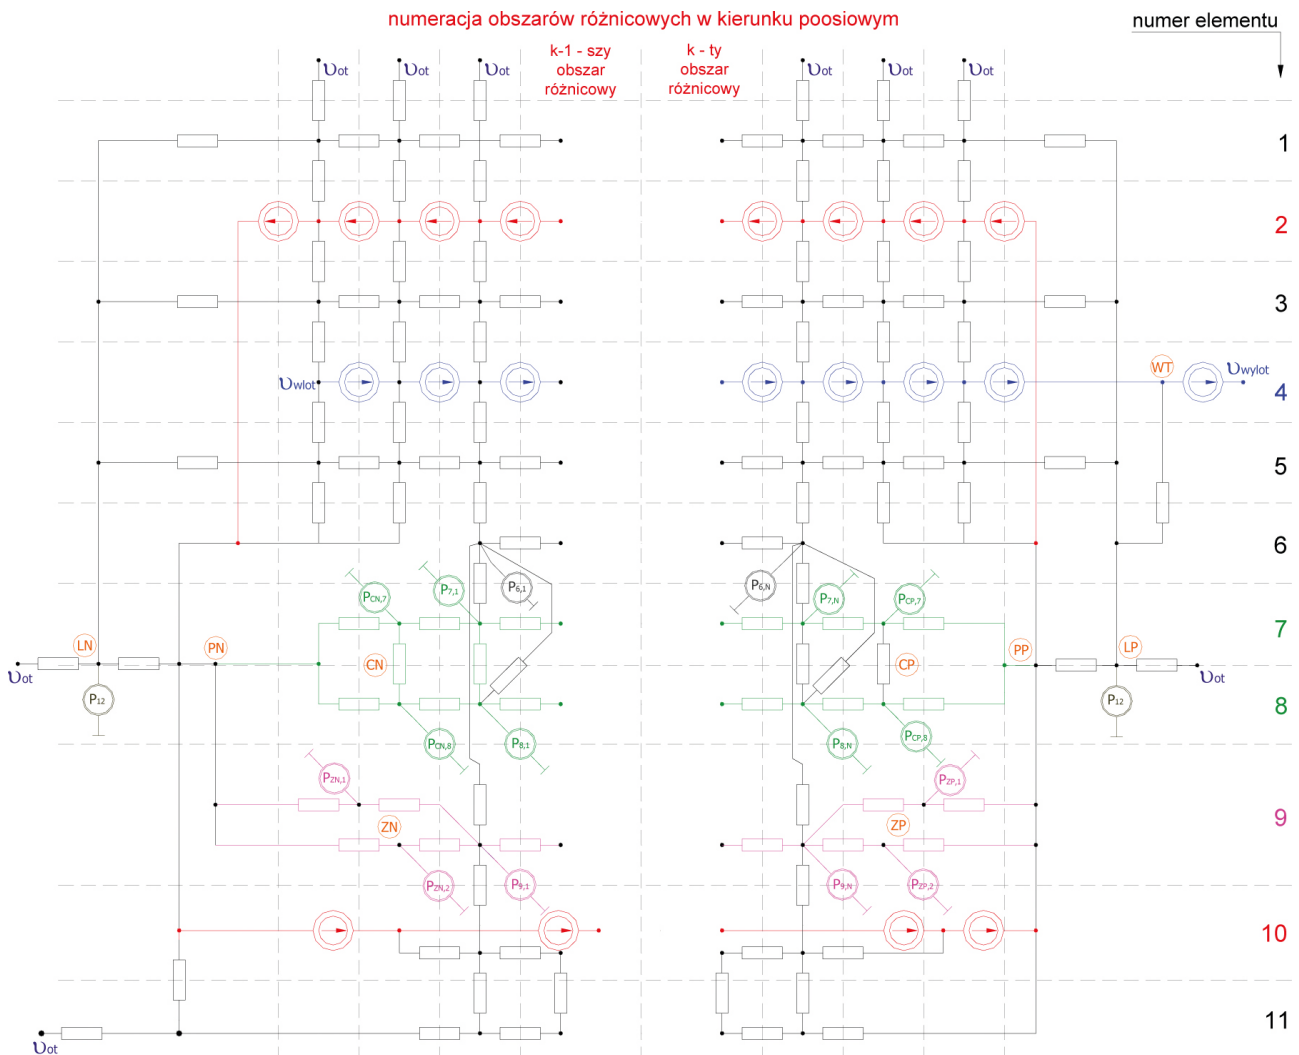 numeracja obszarów różnicowych w kierunku poosiowym
numer elementu
k-1 - szy
obszar
różnicowy
k - ty
obszar
różnicowy
υot υot υot υot υot υot
1
2
3
υwlot WT υwylot
4
5
6
PCN,7 P7,1 P6,1 P6,N P7,N PCP,7
7
LN PN CN CP PP LP
υot υot
P12 P12
8
PCN,8 P8,1 P8,N PCP,8
PZN,1 PZP,1
9
ZN ZP
PZN,2 P9,1 P9,N PZP,2
10
11
υot